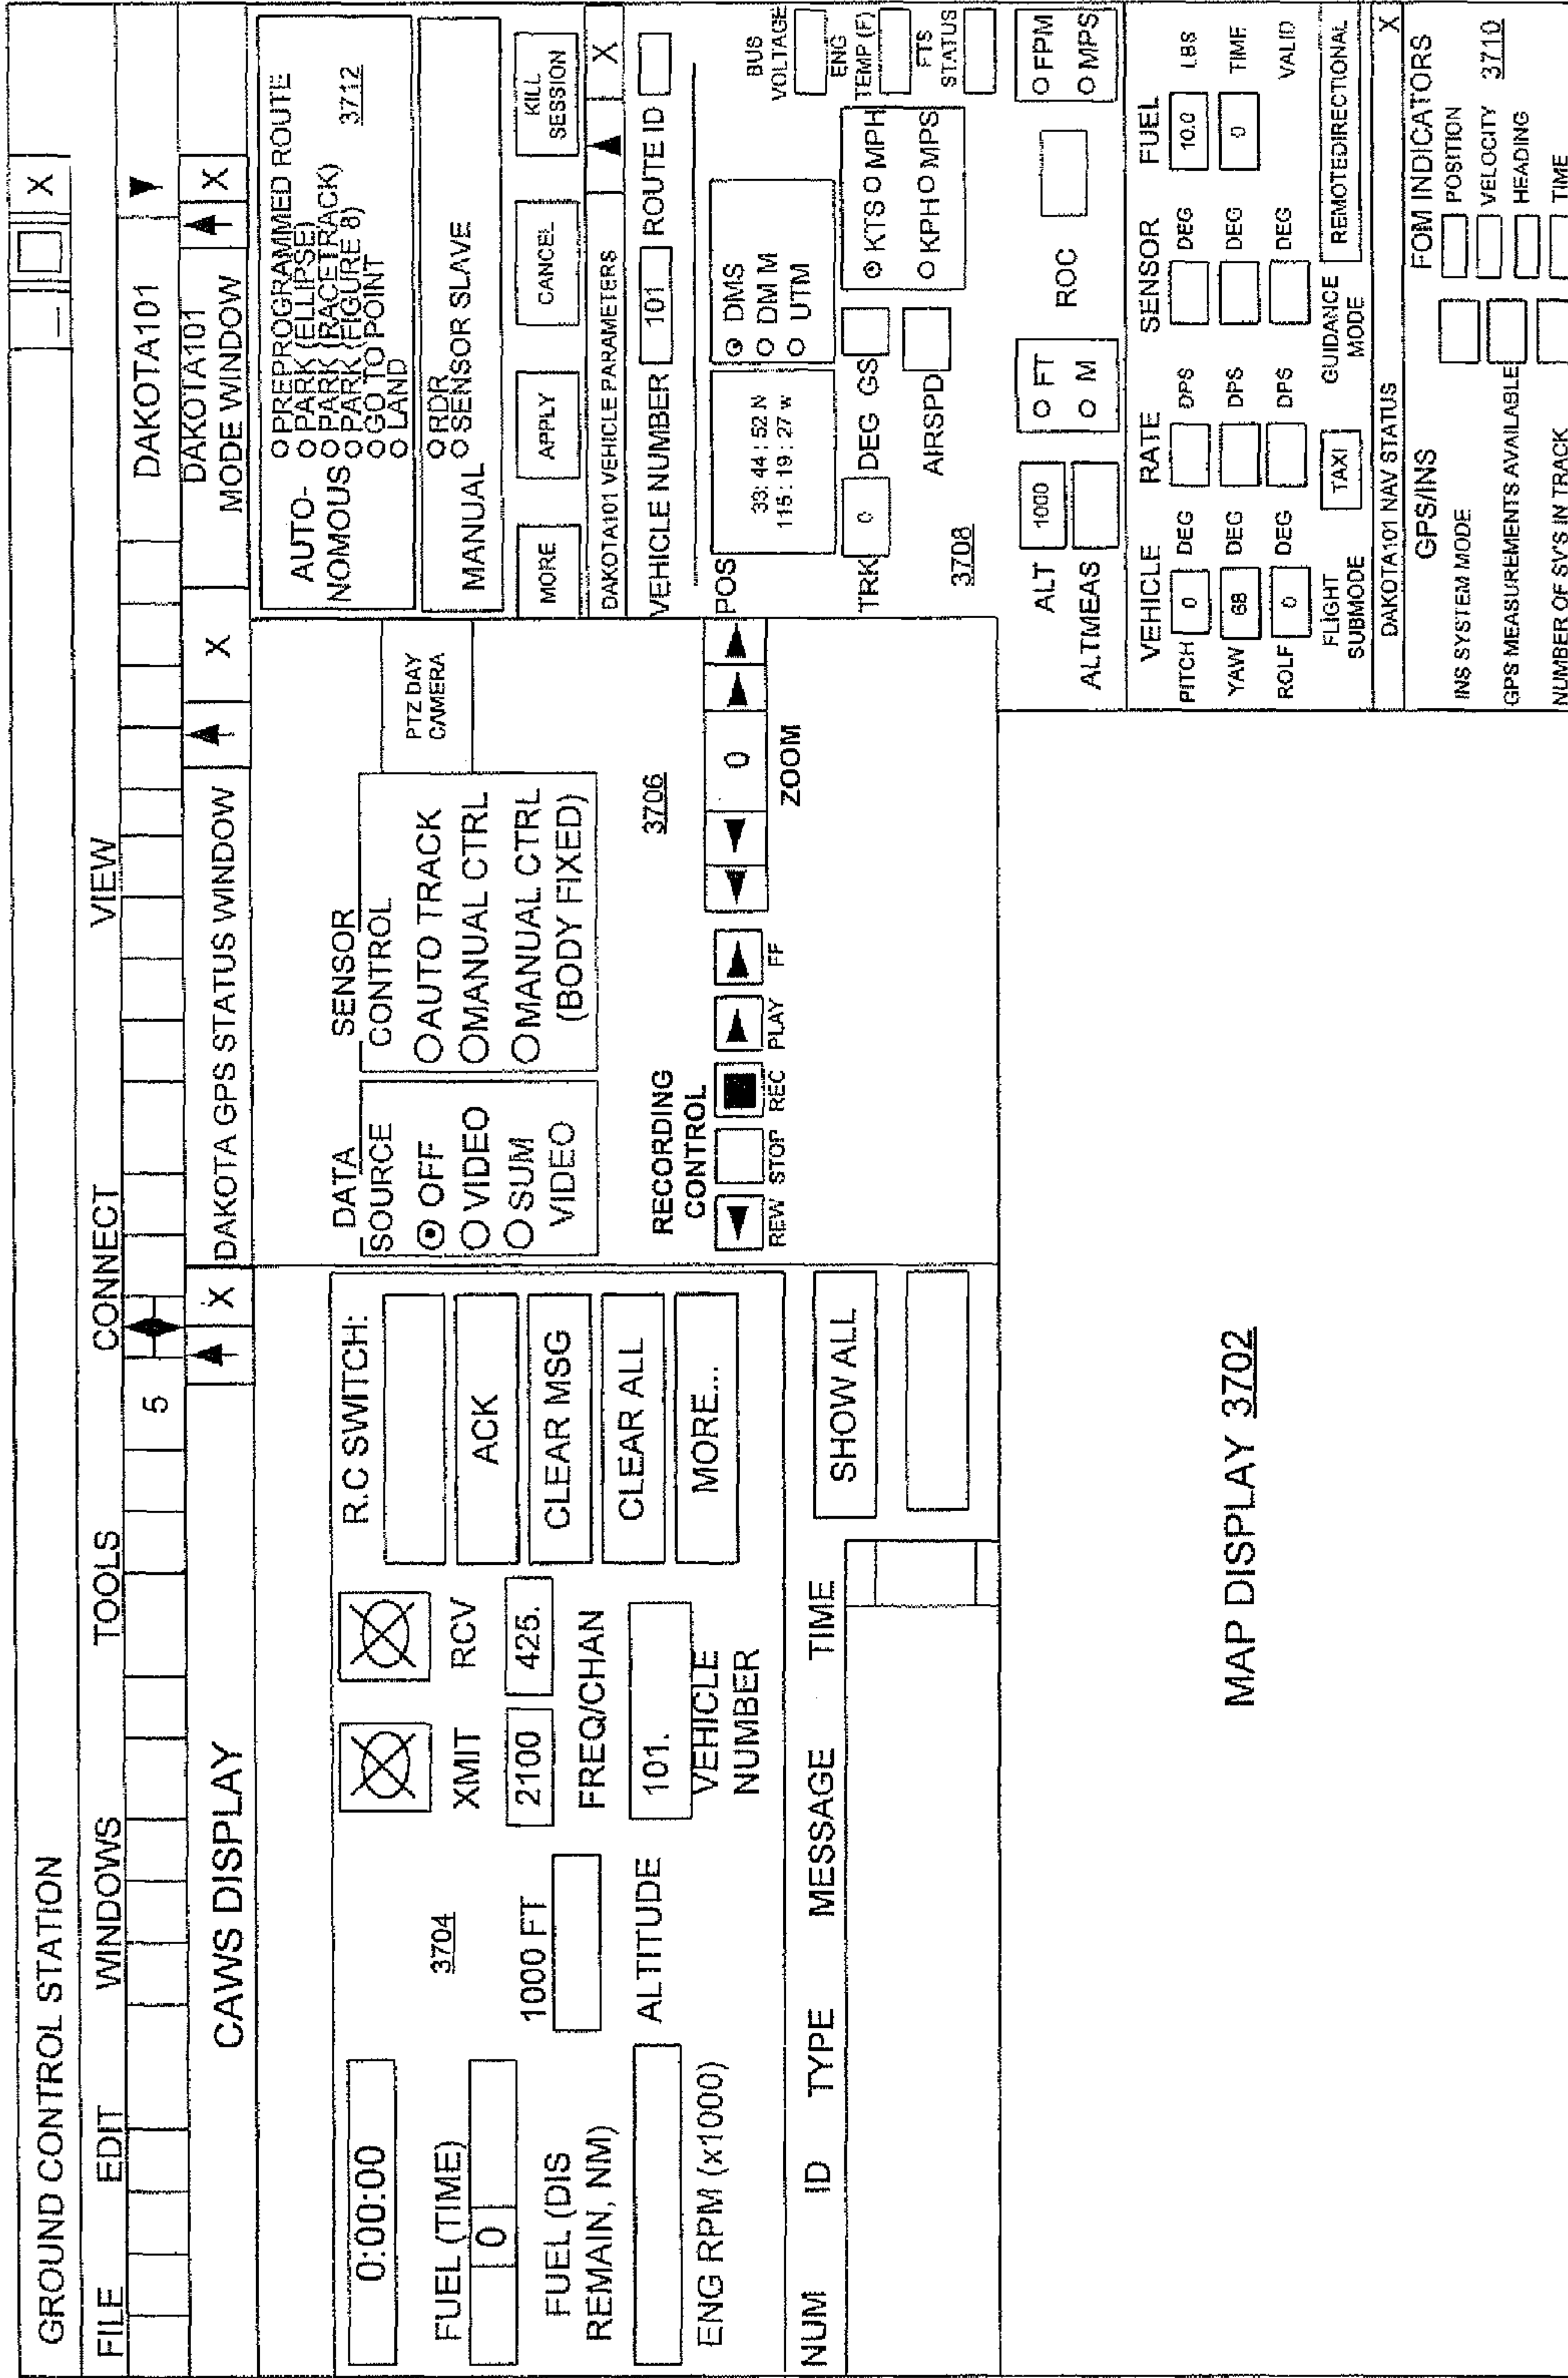 GROUND CONTROL STATION
X
FILE EDIT WINDOWS TOOLS CONNECT VIEW
5
DAKOTA101
CAWS DISPLAY
X
0:00:00
FUEL (TIME)
0
FUEL (DIS
REMAIN, NM)
ENG RPM (x1000)
3704
1000 FT
ALTITUDE
XMIT RCV
2100 425.
FREQ/CHAN
101.
VEHICLE
NUMBER
R.C SWITCH:
ACK
CLEAR MSG
CLEAR ALL
MORE...
NUM ID TYPE MESSAGE TIME
SHOW ALL
DAKOTA GPS STATUS WINDOW
X
DATA
SOURCE
OFF
VIDEO
SUM
VIDEO
SENSOR
CONTROL
AUTO TRACK
MANUAL CTRL
MANUAL CTRL
(BODY FIXED)
PTZ DAY
CAMERA
3706
RECORDING
CONTROL
REW STOP REC PLAY FF
0
ZOOM
DAKOTA101
MODE WINDOW
X
AUTO-
NOMOUS
PREPROGRAMMED ROUTE
PARK (ELLIPSE)
PARK (RACETRACK)
PARK (FIGURE 8)
GO TO POINT
LAND
3712
MANUAL
RDR
SENSOR SLAVE
MORE APPLY CANCEL
KILL
SESSION
DAKOTA101 VEHICLE PARAMETERS
X
VEHICLE NUMBER 101 ROUTE ID
POS
33: 44 : 52 N
115 : 19 : 27 w
DMS
DM M
UTM
BUS
VOLTAGE
ENG
TEMP (F)
FTS
STATUS
TRK 0 DEG GS
KTS MPH
KPH MPS
AIRSPD
3708
ALT 1000
FT
M
ROC
FPM
MPS
ALTMEAS
VEHICLE RATE SENSOR FUEL
PITCH 0 DEG DPS DEG 10.0 LBS
YAW 68 DEG DPS DEG 0 TIME
ROLF 0 DEG DPS DEG VALID
FLIGHT
SUBMODE
TAXI
GUIDANCE
MODE
REMOTEDIRECTIONAL
DAKOTA101 NAV STATUS
X
GPS/INS
FOM INDICATORS
INS SYSTEM MODE
POSITION
GPS MEASUREMENTS AVAILABLE
VELOCITY
3710
HEADING
NUMBER OF SV'S IN TRACK
TIME
MAP DISPLAY 3702